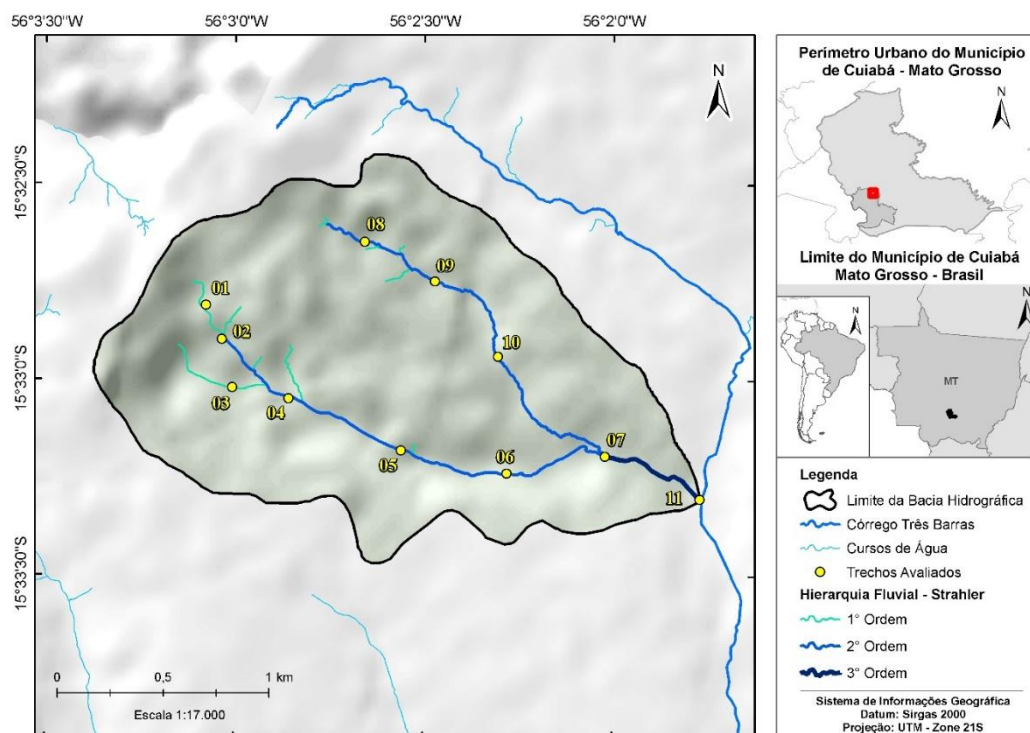 56°3'30"W
56°3'0"W
56°2'30"W
56°2'0"W
15°32'30"S
15°33'0"S
15°33'30"S
N
01
02
03
04
05
06
07
08
09
10
11
0
0,5
1 km
Escala 1:17.000
Perímetro Urbano do Município
de Cuiabá - Mato Grosso
N
Limite do Município de Cuiabá
Mato Grosso - Brasil
N
N
MT
Legenda
Limite da Bacia Hidrográfica
Córrego Três Barras
Cursos de Água
Trechos Avaliados
Hierarquia Fluvial - Strahler
1° Ordem
2° Ordem
3° Ordem
Sistema de Informações Geográfica
Datum: Sirgas 2000
Projeção: UTM - Zone 21S